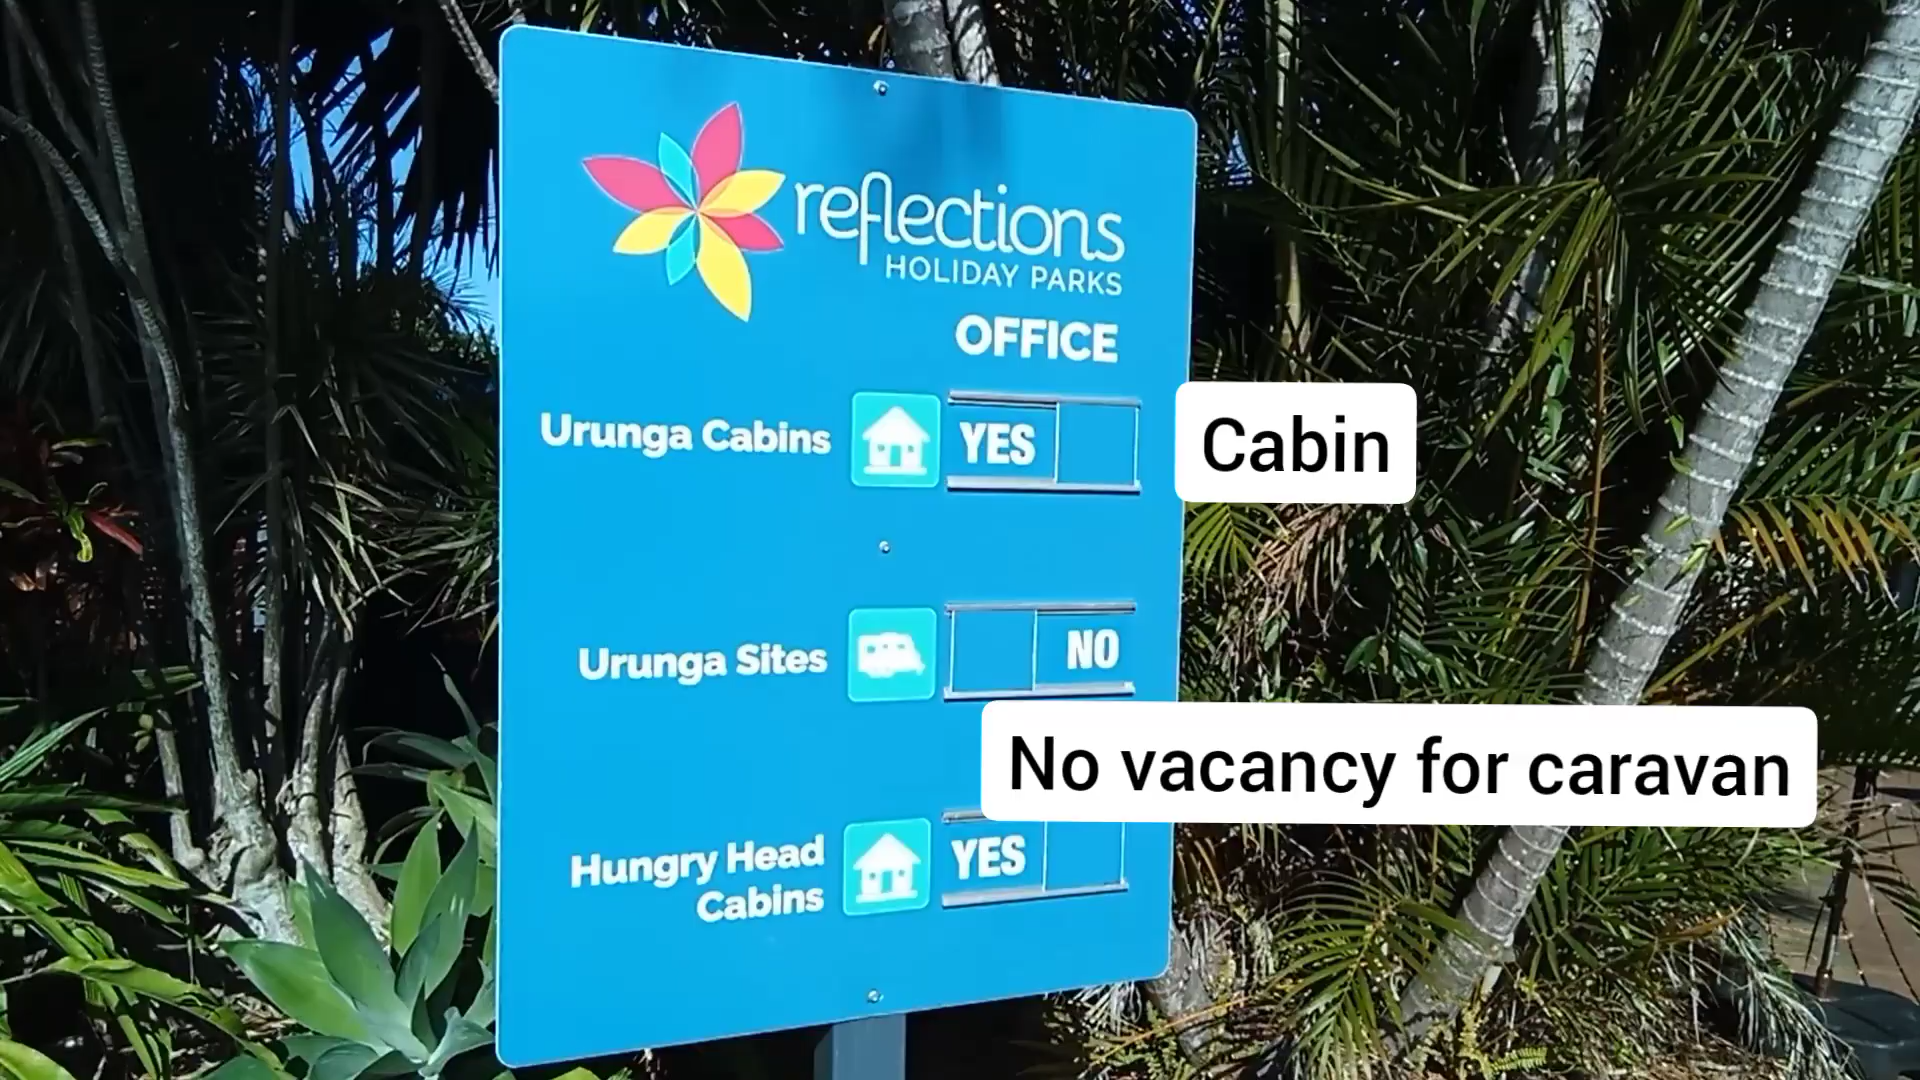 reflections
HOLIDAY PARKS
OFFICE
Urunga Cabins YES
Cabin
Urunga Sites NO
No vacancy for caravan
Hungry Head
Cabins
YES